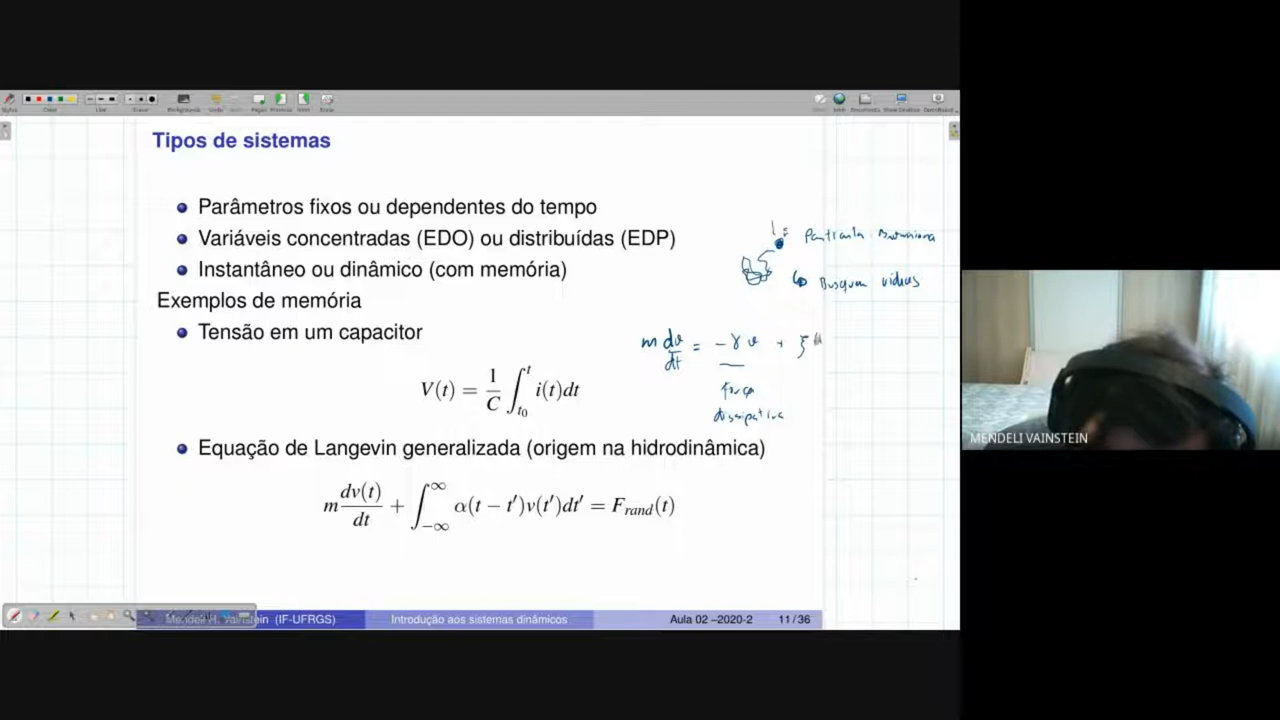 Tipos de sistemas
Parâmetros fixos ou dependentes do tempo
Variáveis concentradas (EDO) ou distribuídas (EDP)
Instantâneo ou dinâmico (com memória)
Exemplos de memória
Tensão em um capacitor
V(t) = 1/C ∫_{t₀}^{t} i(t)dt
Equação de Langevin generalizada (origem na hidrodinâmica)
m dv(t)/dt + ∫_{-∞}^{∞} α(t − t′)v(t′)dt′ = F_{rand}(t)
Busquem vídeos
m dv/dt = −γv + ξ
força
dissipativa
MENDELI VAINSTEIN
(IF-UFRGS)
Introdução aos sistemas dinâmicos
Aula 02 –2020-2
11/36